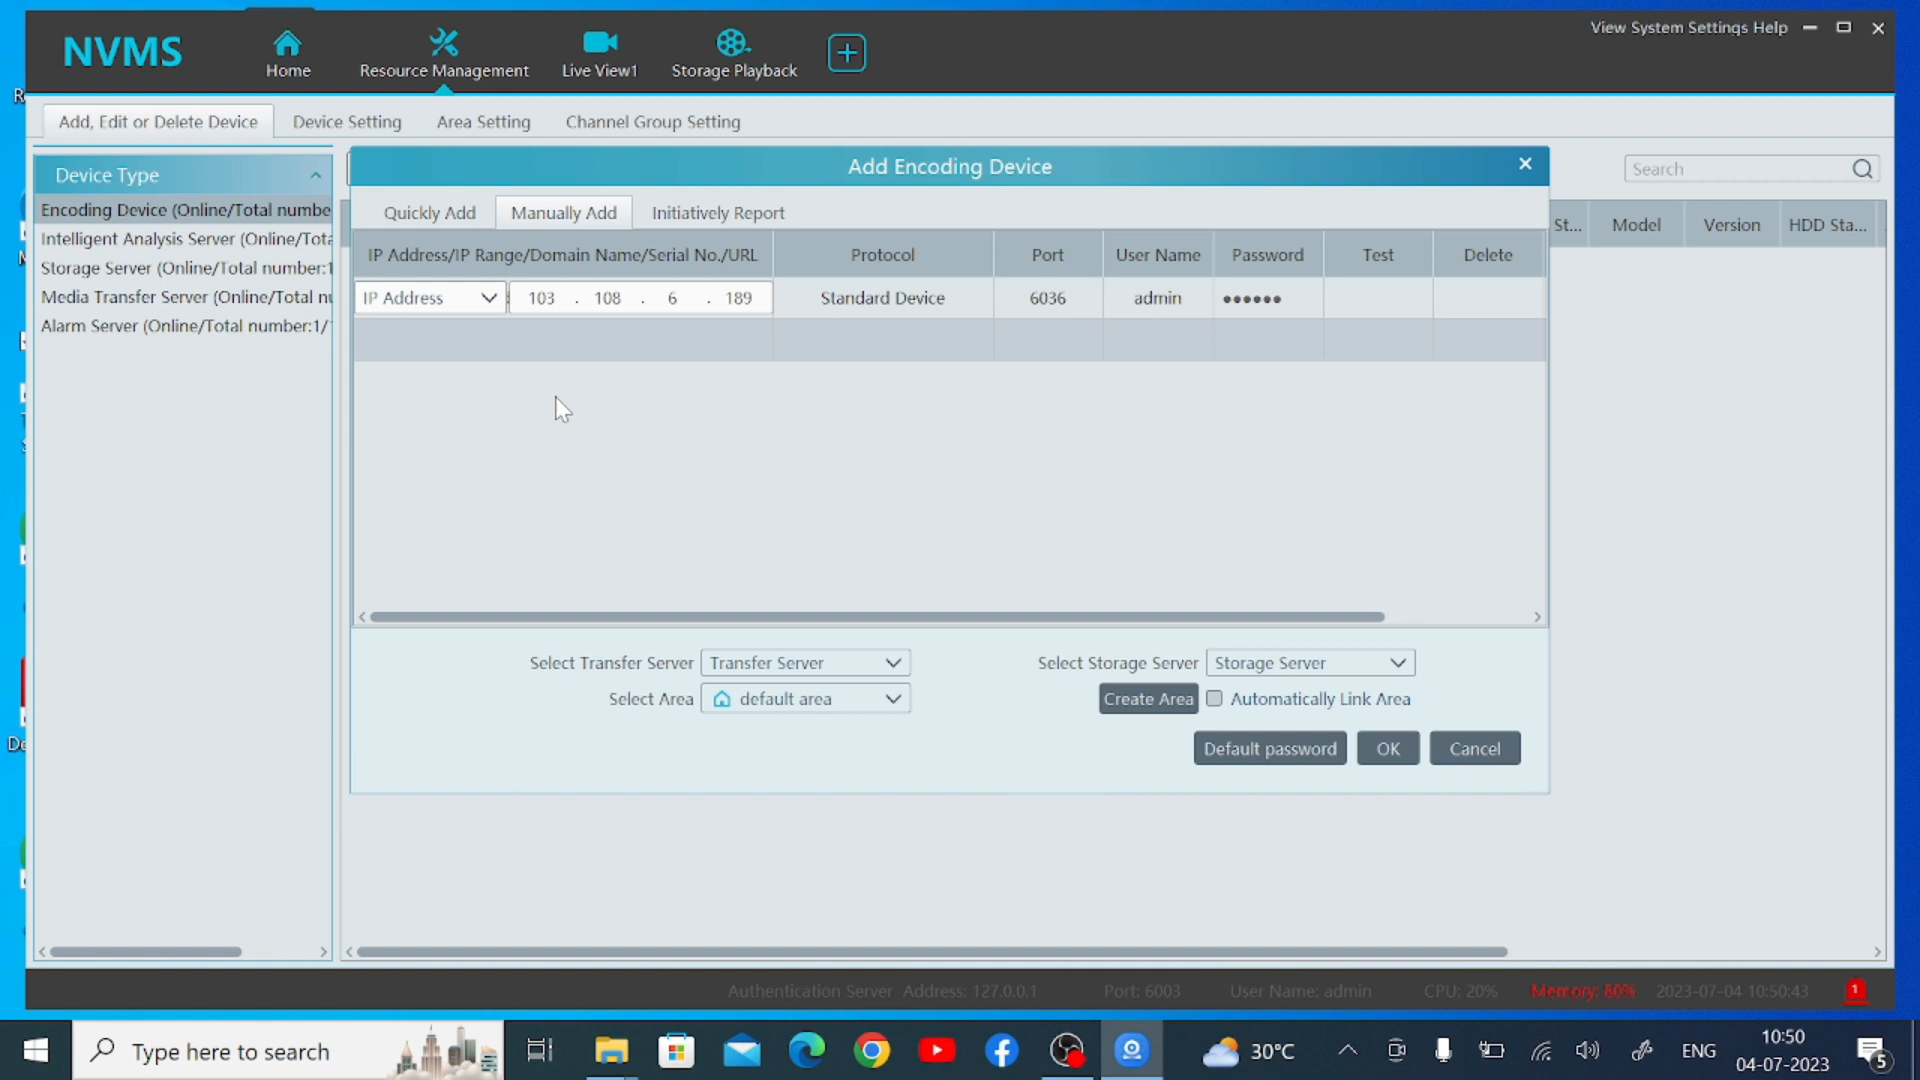 View System Settings Help
NVMS
Home
Resource Management
Live View1
Storage Playback
Add, Edit or Delete Device
Device Setting
Area Setting
Channel Group Setting
Device Type
Encoding Device (Online/Total numbe
Intelligent Analysis Server (Online/Tota
Storage Server (Online/Total number:1
Media Transfer Server (Online/Total nu
Alarm Server (Online/Total number:1/
Add Encoding Device
Search
Quickly Add
Manually Add
Initiatively Report
St...
Model
Version
HDD Sta...
IP Address/IP Range/Domain Name/Serial No./URL
Protocol
Port
User Name
Password
Test
Delete
IP Address
103 . 108 . 6 . 189
Standard Device
6036
admin
●●●●●●
Select Transfer Server
Transfer Server
Select Storage Server
Storage Server
Select Area
default area
Create Area
Automatically Link Area
Default password
OK
Cancel
Authentication Server Address: 127.0.0.1
Port: 6003
User Name: admin
CPU: 20%
Memory: 80%
2023-07-04 10:50:43
1
Type here to search
30°C
ENG
10:50
04-07-2023
5